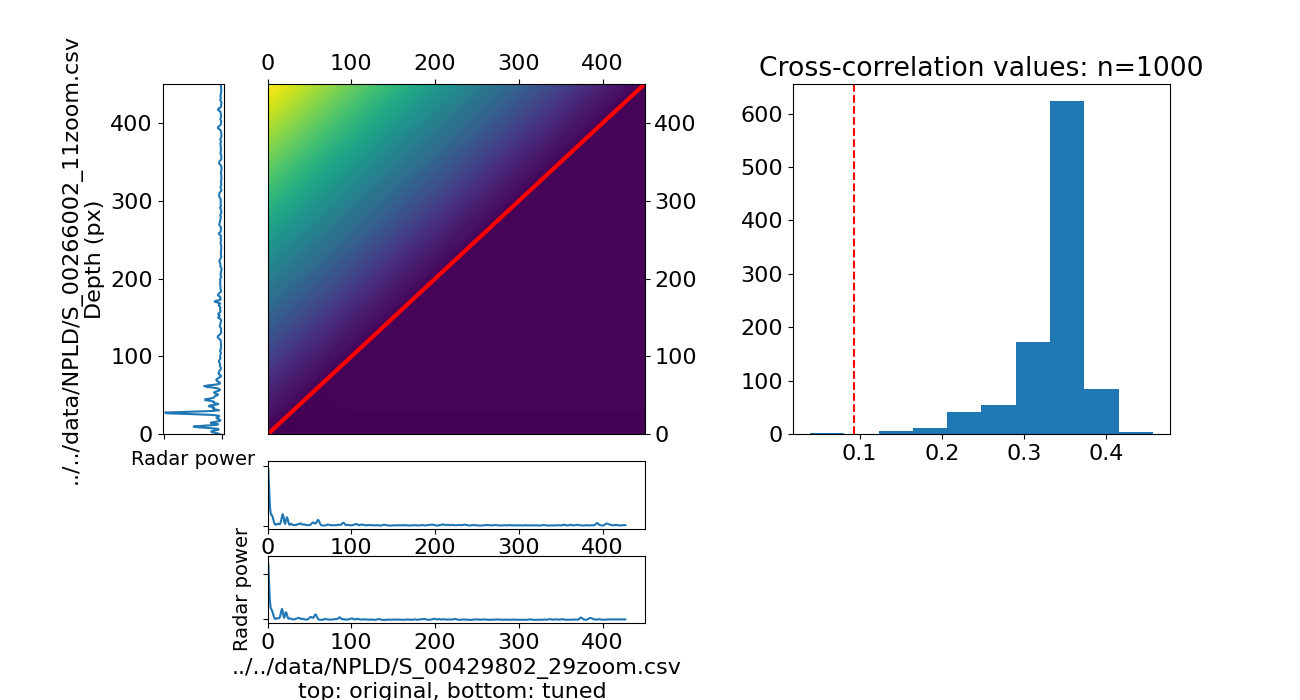 0 100 200 300 400
Cross-correlation values: n=1000
../../data/NPLD/S_00266002_11zoom.csv
Depth (px)
400
300
200
100
0
400
300
200
100
0
600
500
400
300
200
100
0
0.1 0.2 0.3 0.4
Radar power
0 100 200 300 400
Radar power
0 100 200 300 400
../../data/NPLD/S_00429802_29zoom.csv
top: original, bottom: tuned